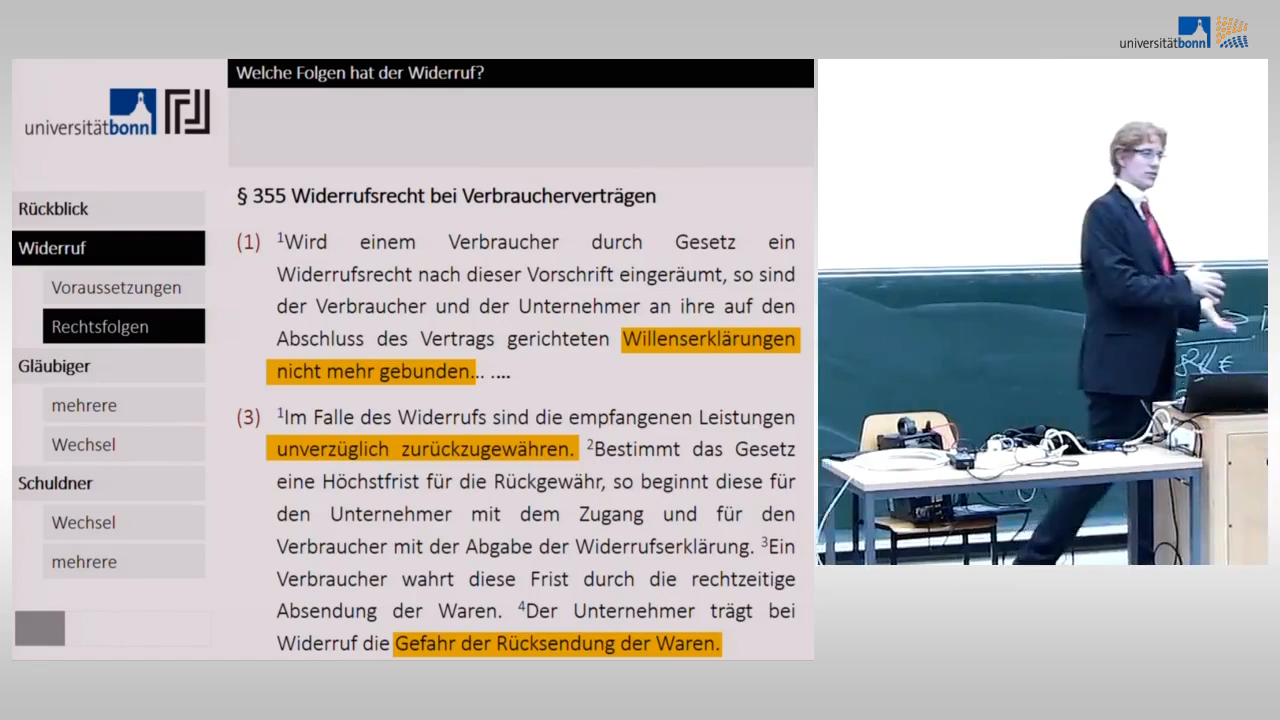 universitätbonn
Welche Folgen hat der Widerruf?
universitätbonn
Rückblick
Widerruf
Voraussetzungen
Rechtsfolgen
Gläubiger
mehrere
Wechsel
Schuldner
Wechsel
mehrere
§ 355 Widerrufsrecht bei Verbraucherverträgen
(1) ¹Wird einem Verbraucher durch Gesetz ein
Widerrufsrecht nach dieser Vorschrift eingeräumt, so sind
der Verbraucher und der Unternehmer an ihre auf den
Abschluss des Vertrags gerichteten Willenserklärungen
nicht mehr gebunden... ....
(3) ¹Im Falle des Widerrufs sind die empfangenen Leistungen
unverzüglich zurückzugewähren. ²Bestimmt das Gesetz
eine Höchstfrist für die Rückgewähr, so beginnt diese für
den Unternehmer mit dem Zugang und für den
Verbraucher mit der Abgabe der Widerrufserklärung. ³Ein
Verbraucher wahrt diese Frist durch die rechtzeitige
Absendung der Waren. ⁴Der Unternehmer trägt bei
Widerruf die Gefahr der Rücksendung der Waren.